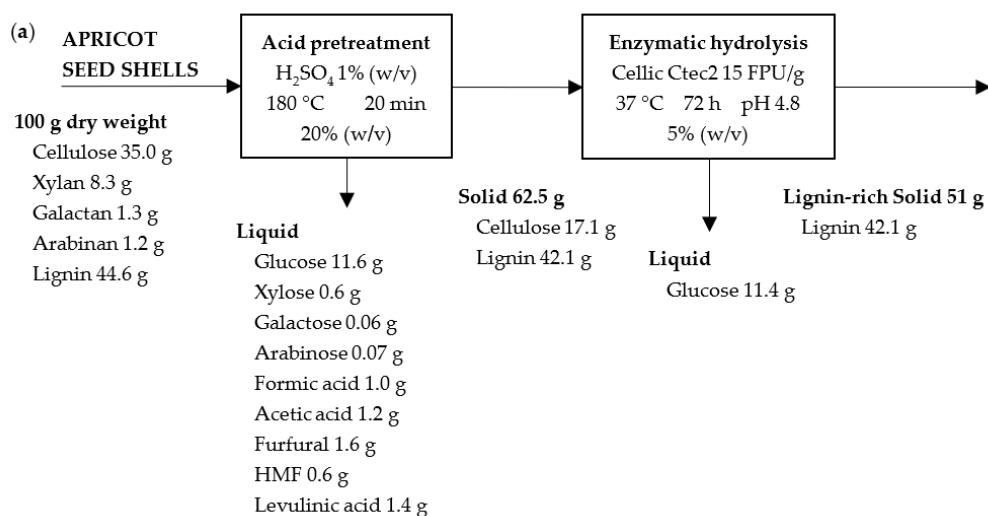 (a)
APRICOT
SEED SHELLS
100 g dry weight
Cellulose 35.0 g
Xylan 8.3 g
Galactan 1.3 g
Arabinan 1.2 g
Lignin 44.6 g
Acid pretreatment
H₂SO₄ 1% (w/v)
180 °C 20 min
20% (w/v)
Liquid
Glucose 11.6 g
Xylose 0.6 g
Galactose 0.06 g
Arabinose 0.07 g
Formic acid 1.0 g
Acetic acid 1.2 g
Furfural 1.6 g
HMF 0.6 g
Levulinic acid 1.4 g
Solid 62.5 g
Cellulose 17.1 g
Lignin 42.1 g
Enzymatic hydrolysis
Cellic Ctec2 15 FPU/g
37 °C 72 h pH 4.8
5% (w/v)
Liquid
Glucose 11.4 g
Lignin-rich Solid 51 g
Lignin 42.1 g